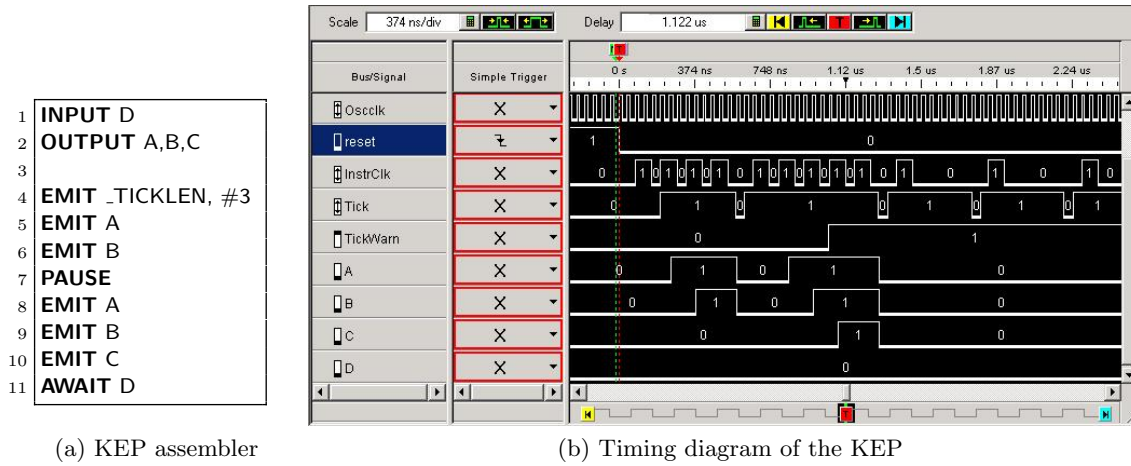 1 INPUT D
2 OUTPUT A,B,C
3
4 EMIT _TICKLEN, #3
5 EMIT A
6 EMIT B
7 PAUSE
8 EMIT A
9 EMIT B
10 EMIT C
11 AWAIT D
(a) KEP assembler
Scale 374 ns/div Delay 1.122 us T
T
Bus/Signal Simple Trigger 0 s 374 ns 748 ns 1.12 us 1.5 us 1.87 us 2.24 us
Oscclk X
reset 1 0
InstrClk X 0 1 0 1 0 1 0 1 0 1 0 1 0 1 0 1 0 1 0 1 0 1 0 1 0
Tick X 0 1 0 1 0 1 0 1 0 1
TickWarn X 0 1
A X 0 1 0 1 0
B X 0 1 0 1 0
C X 0 1 0
D X 0
T
(b) Timing diagram of the KEP